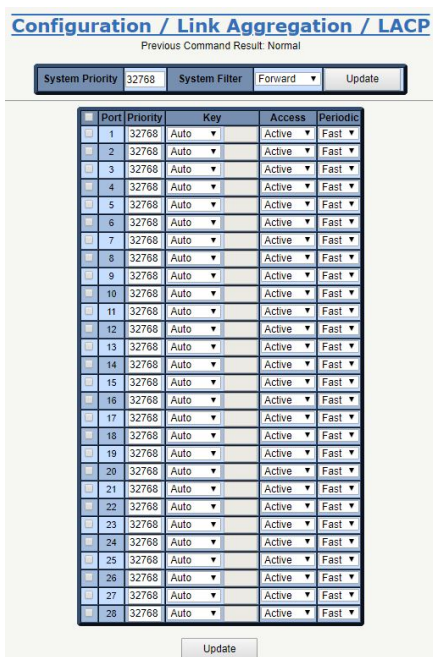 Configuration / Link Aggregation / LACP
Previous Command Result: Normal
System Priority 32768 System Filter Forward Update
Port Priority Key Access Periodic
1 32768 Auto Active Fast
2 32768 Auto Active Fast
3 32768 Auto Active Fast
4 32768 Auto Active Fast
5 32768 Auto Active Fast
6 32768 Auto Active Fast
7 32768 Auto Active Fast
8 32768 Auto Active Fast
9 32768 Auto Active Fast
10 32768 Auto Active Fast
11 32768 Auto Active Fast
12 32768 Auto Active Fast
13 32768 Auto Active Fast
14 32768 Auto Active Fast
15 32768 Auto Active Fast
16 32768 Auto Active Fast
17 32768 Auto Active Fast
18 32768 Auto Active Fast
19 32768 Auto Active Fast
20 32768 Auto Active Fast
21 32768 Auto Active Fast
22 32768 Auto Active Fast
23 32768 Auto Active Fast
24 32768 Auto Active Fast
25 32768 Auto Active Fast
26 32768 Auto Active Fast
27 32768 Auto Active Fast
28 32768 Auto Active Fast
Update